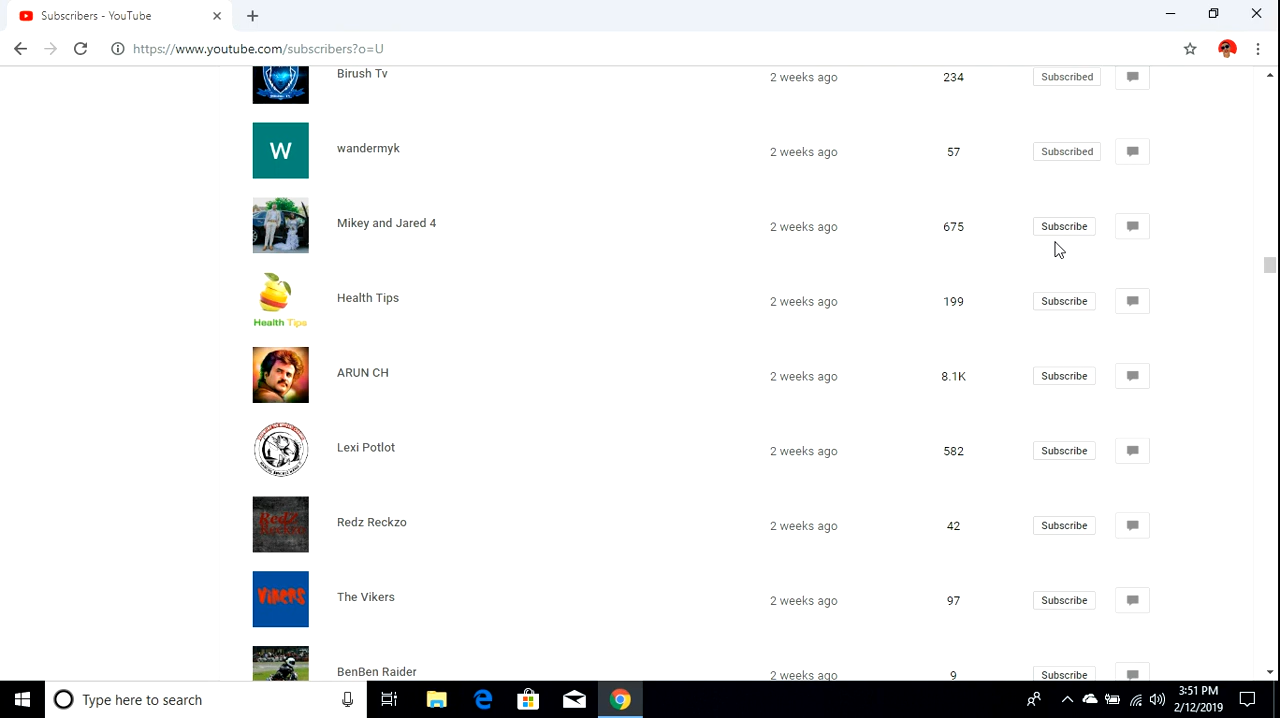 Subscribers - YouTube
https://www.youtube.com/subscribers?o=U
Birush Tv 2 weeks ago 234 Subscribed
W wandermyk 2 weeks ago 57 Subscribed
Mikey and Jared 4 2 weeks ago 675 Subscribe
Health Tips 2 weeks ago 199 Subscribe
Health Tips
ARUN CH 2 weeks ago 8.1K Subscribe
Lexi Potlot 2 weeks ago 582 Subscribe
Redz Reckzo 2 weeks ago 42 Subscribe
Vikers The Vikers 2 weeks ago 97 Subscribe
BenBen Raider 2 weeks ago 9 Subscribe
Type here to search
3:51 PM
2/12/2019